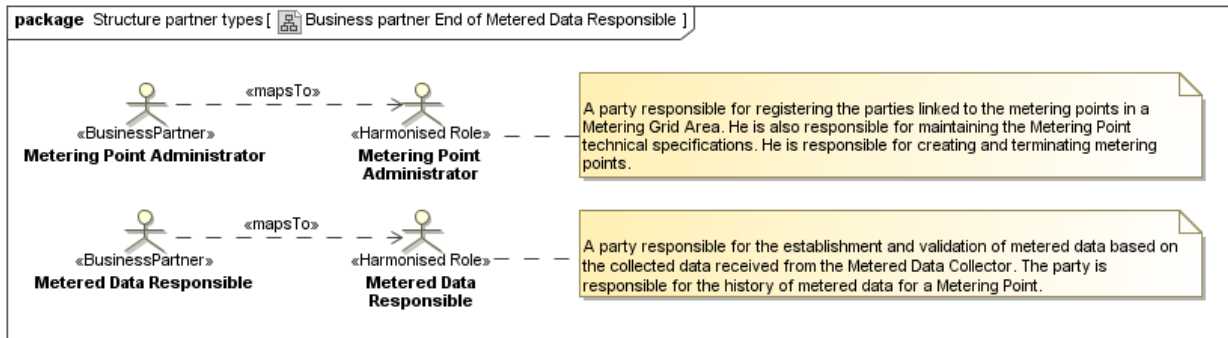 package Structure partner types [ Business partner End of Metered Data Responsible ]
«mapsTo»
«BusinessPartner»
Metering Point Administrator
«Harmonised Role»
Metering Point
Administrator
A party responsible for registering the parties linked to the metering points in a
Metering Grid Area. He is also responsible for maintaining the Metering Point
technical specifications. He is responsible for creating and terminating metering
points.
«mapsTo»
«BusinessPartner»
Metered Data Responsible
«Harmonised Role»
Metered Data
Responsible
A party responsible for the establishment and validation of metered data based on
the collected data received from the Metered Data Collector. The party is
responsible for the history of metered data for a Metering Point.